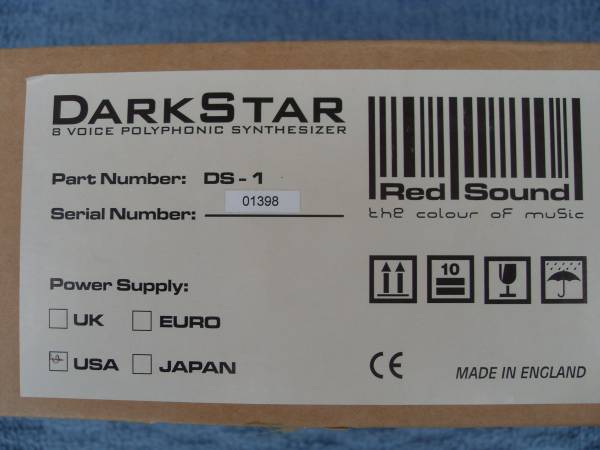 DARKSTAR
8 VOICE POLYPHONIC SYNTHESIZER
Part Number: DS - 1
Serial Number: 01398
Power Supply:
UK EURO
USA JAPAN
Red Sound
the colour of music
10
CE
MADE IN ENGLAND